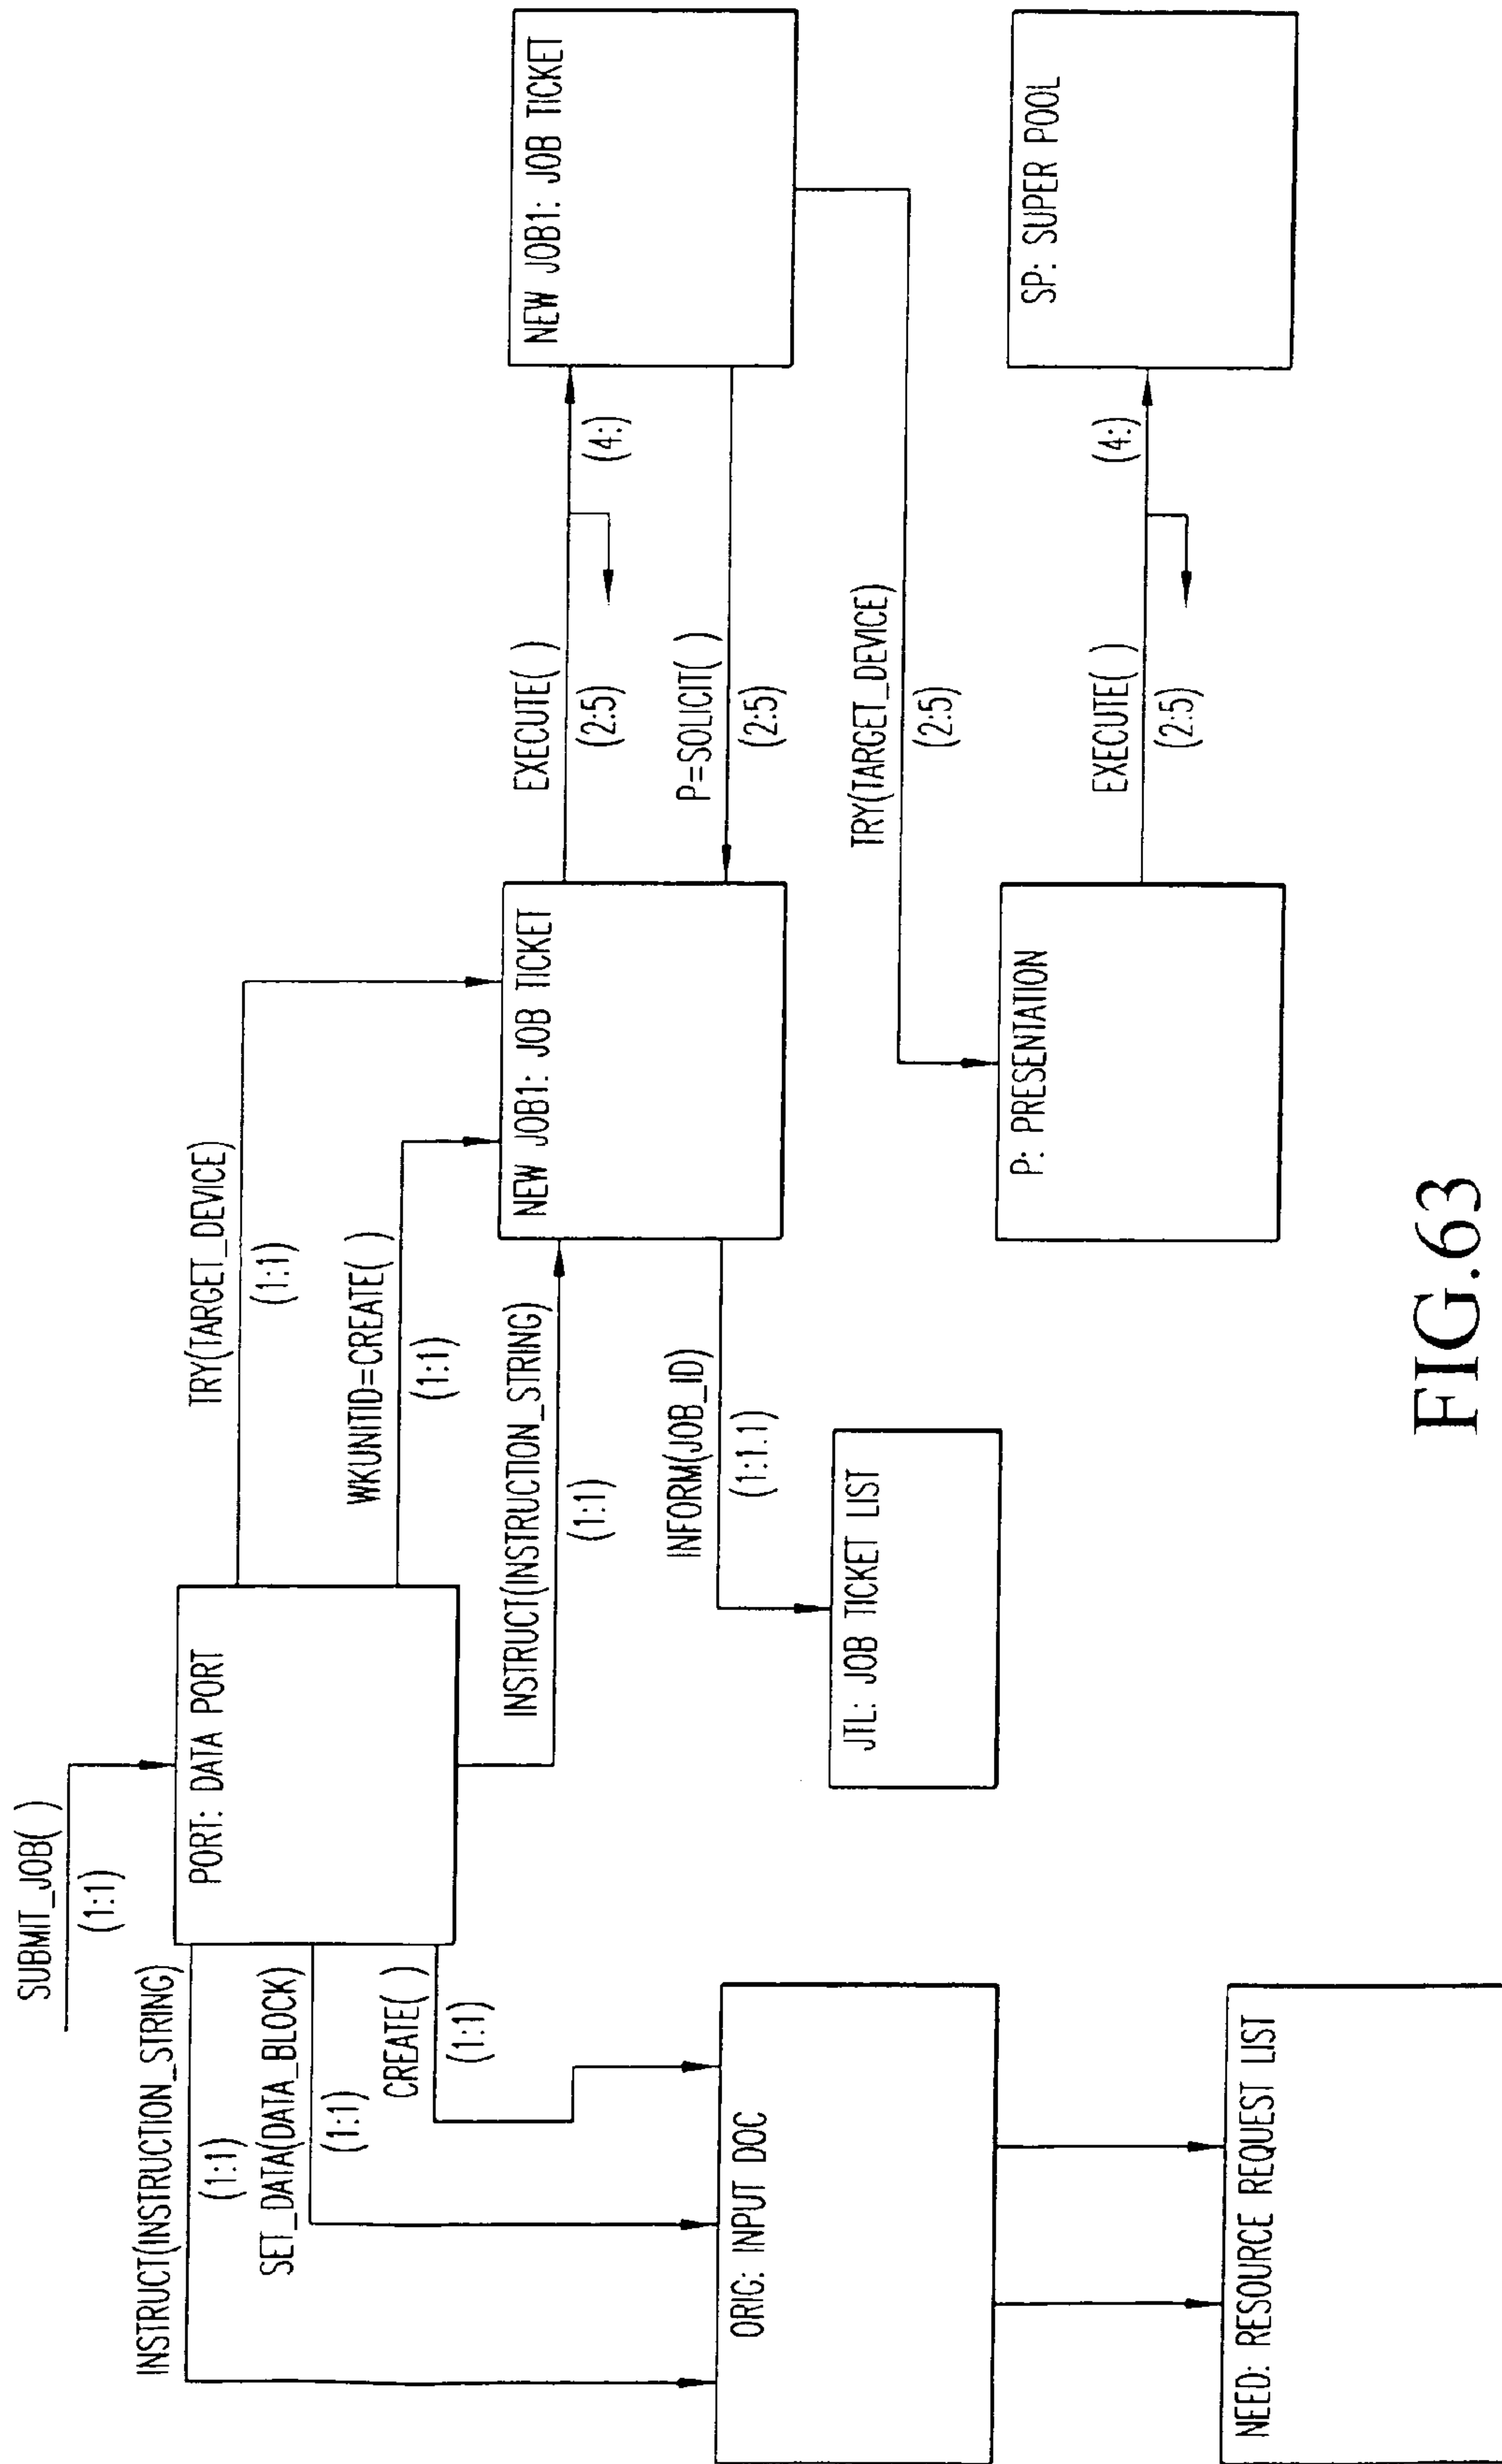 SUBMIT_JOB( )
(1:1)
INSTRUCT(INSTRUCTION_STRING)
(1:1)
SET_DATA(DATA_BLOCK)
(1:1)
CREATE( )
(1:1)
PORT: DATA PORT
TRY(TARGET_DEVICE)
(1:1)
WKUNITID=CREATE( )
(1:1)
INSTRUCT(INSTRUCTION_STRING)
(1:1)
INFORM(JOB_ID)
(1:1.1)
NEW JOB1: JOB TICKET
EXECUTE( )
(2:5)
(4:)
P=SOLICIT( )
(2:5)
NEW JOB1: JOB TICKET
TRY(TARGET_DEVICE)
(2:5)
ORIG: INPUT DOC
JTL: JOB TICKET LIST
P: PRESENTATION
EXECUTE( )
(2:5)
(4:)
SP: SUPER POOL
NEED: RESOURCE REQUEST LIST
FIG.63